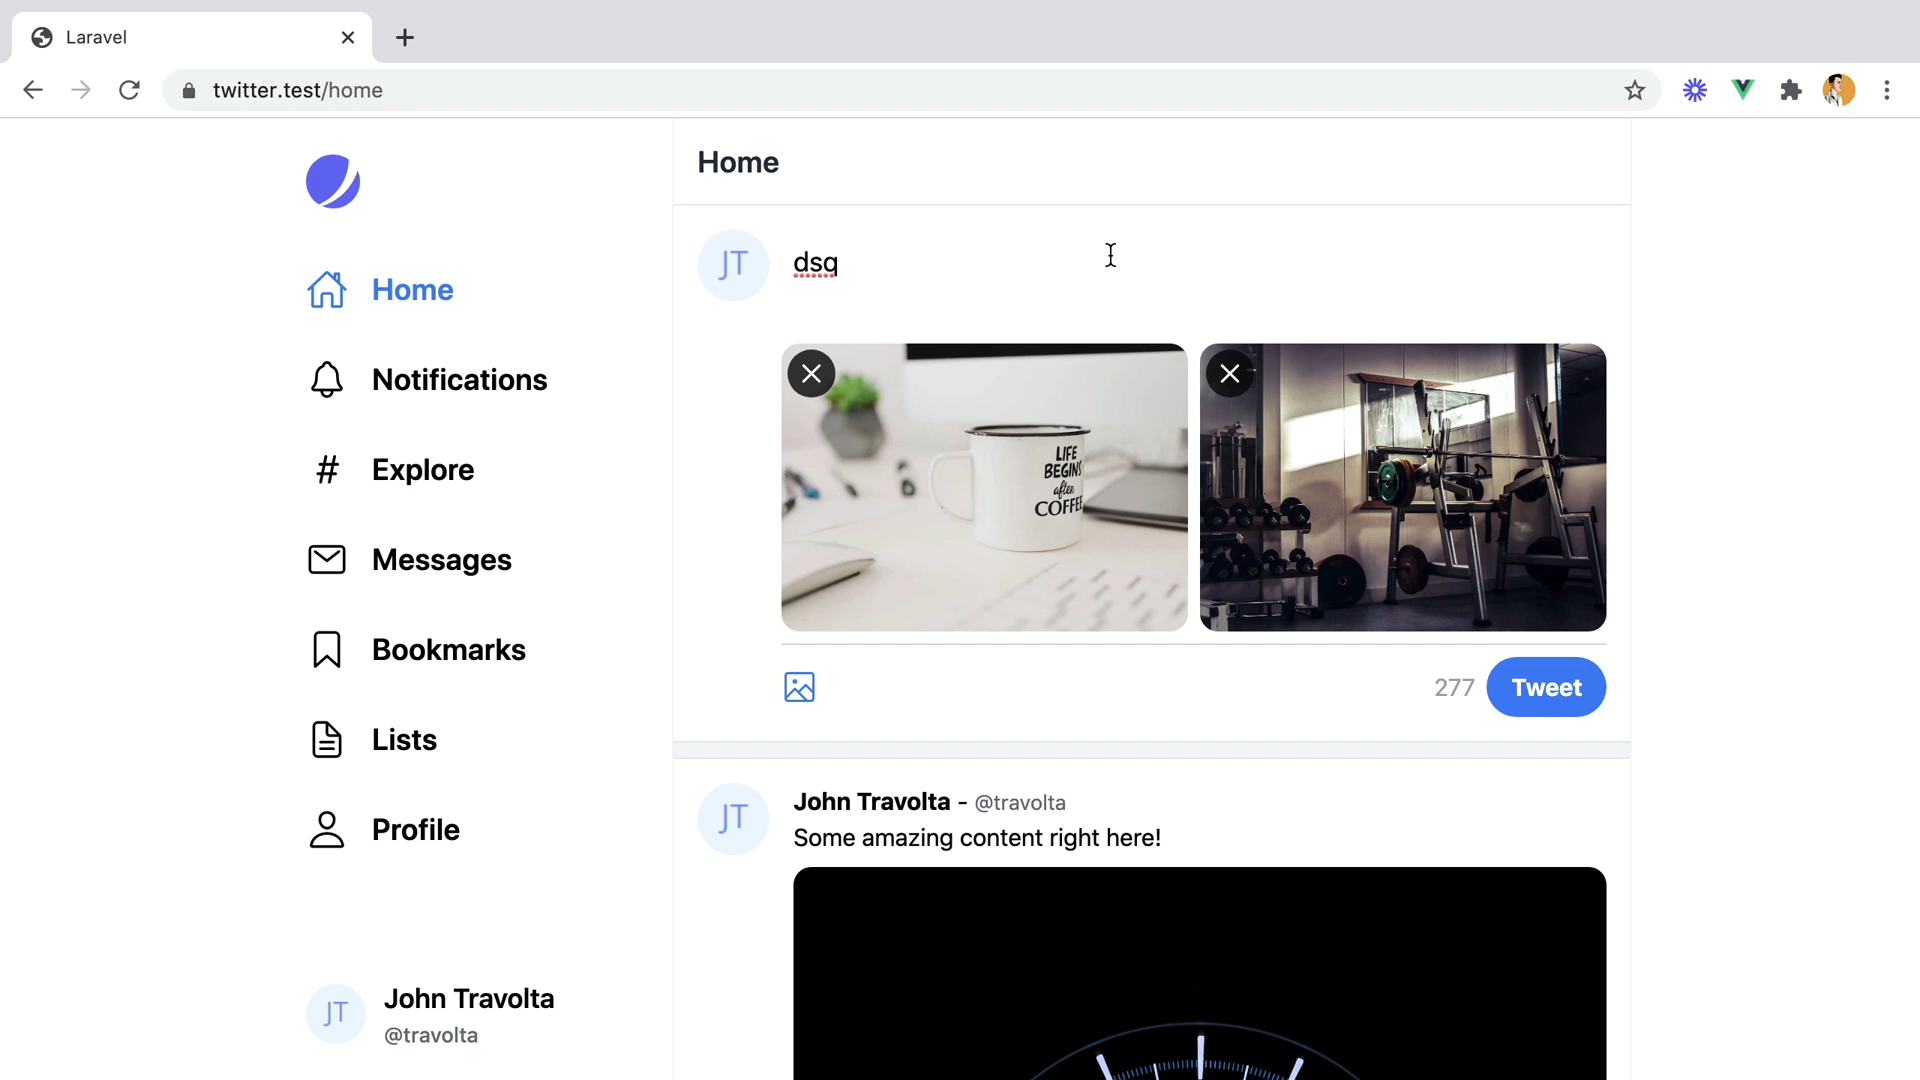 Laravel
twitter.test/home
Home
JT
dsq
Home
Notifications
Explore
Messages
Bookmarks
Lists
Profile
LIFE
BEGINS
after
COFFEE
277
Tweet
JT
John Travolta - @travolta
Some amazing content right here!
JT
John Travolta
@travolta